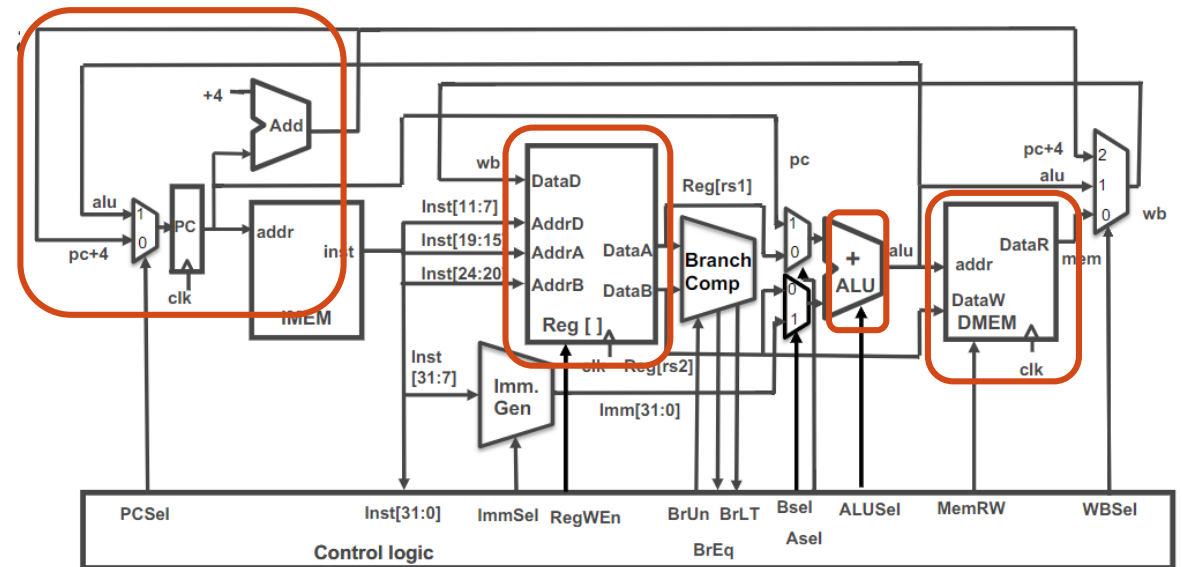 +4
Add
alu
1
PC
0
pc+4
clk
addr
inst
IMEM
wb
DataD
Inst[11:7]
AddrD
Inst[19:15]
AddrA
DataA
Inst[24:20]
AddrB
DataB
Reg [ ]
clk
Reg[rs1]
Reg[rs2]
Branch
Comp
Inst
[31:7]
Imm.
Gen
Imm[31:0]
pc
1
0
0
1
+
ALU
alu
addr
DataR
DataW
DMEM
clk
mem
pc+4
2
alu
1
0
wb
PCSel
Inst[31:0]
ImmSel
RegWEn
BrUn
BrLT
BrEq
Bsel
Asel
ALUSel
MemRW
WBSel
Control logic